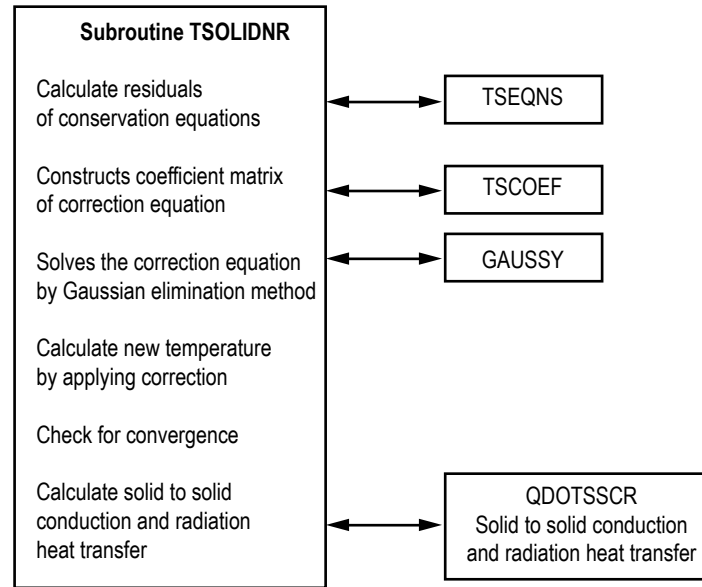 Subroutine TSOLIDNR
Calculate residuals
of conservation equations
TSEQNS
Constructs coefficient matrix
of correction equation
TSCOEF
Solves the correction equation
by Gaussian elimination method
GAUSSY
Calculate new temperature
by applying correction
Check for convergence
Calculate solid to solid
conduction and radiation
heat transfer
QDOTSSCR
Solid to solid conduction
and radiation heat transfer